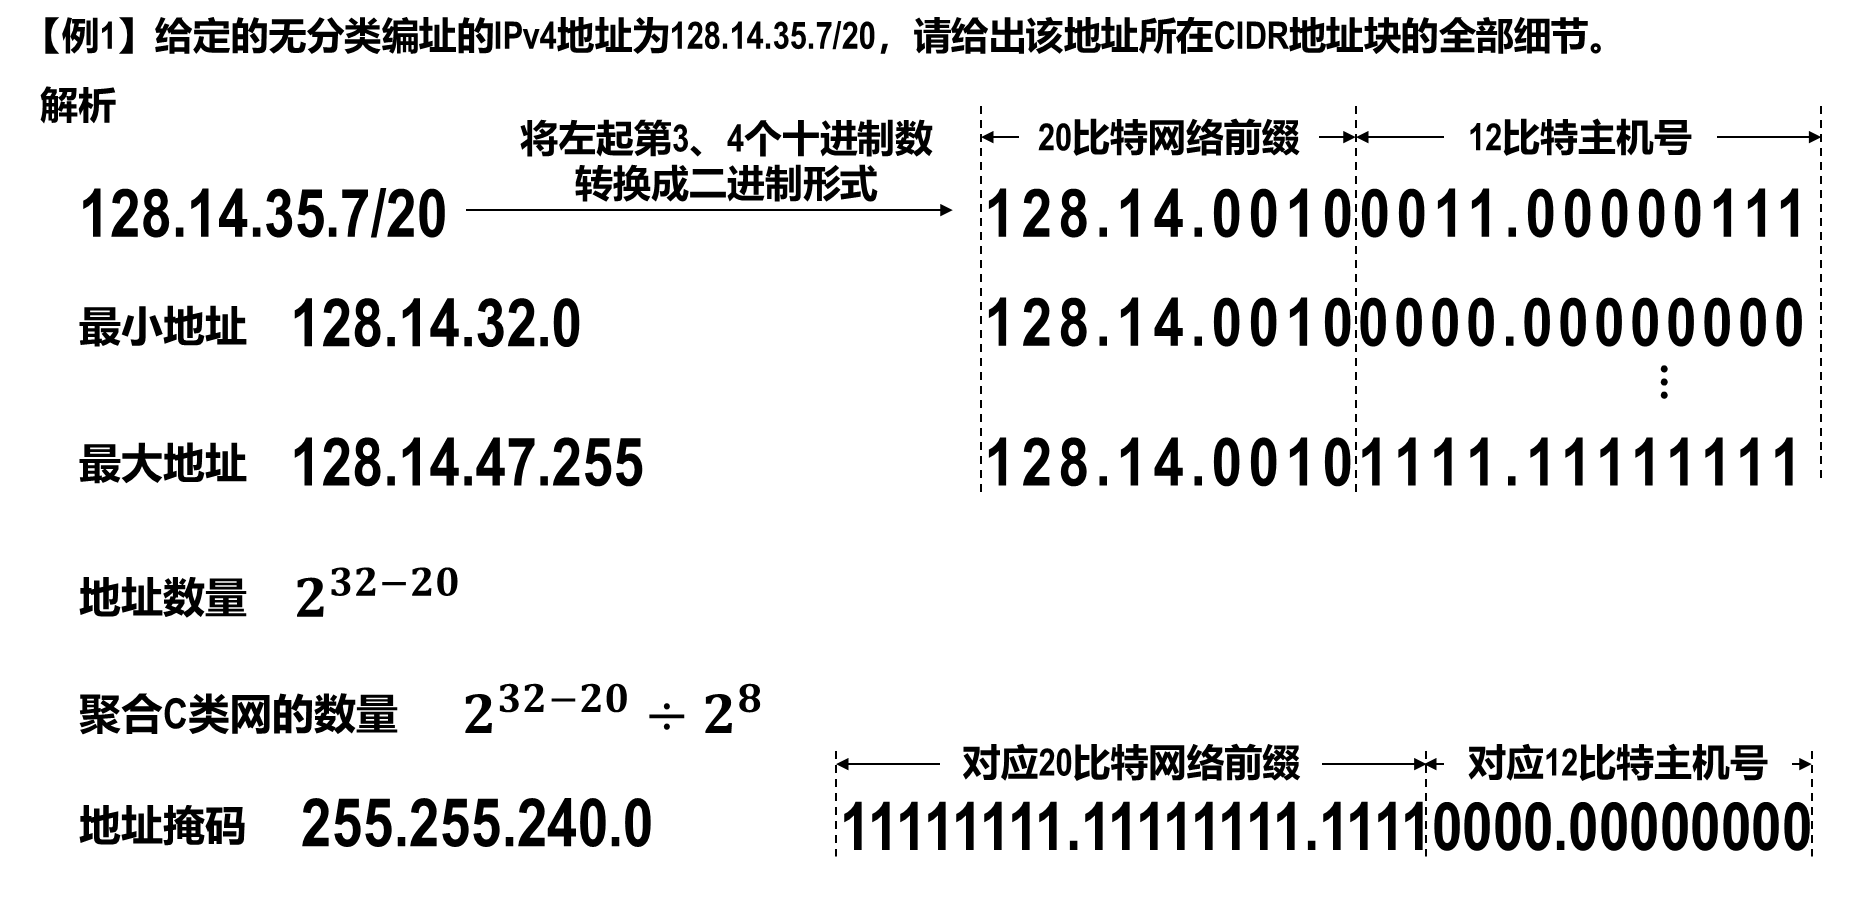 【例1】给定的无分类编址的IPv4地址为128.14.35.7/20，请给出该地址所在CIDR地址块的全部细节。
解析
将左起第3、4个十进制数
转换成二进制形式
20比特网络前缀
12比特主机号
128.14.35.7/20
128.14.00100011.00000111
最小地址 128.14.32.0
128.14.00100000.00000000
⋮
最大地址 128.14.47.255
128.14.00101111.11111111
地址数量 2^{32−20}
聚合C类网的数量 2^{32−20} ÷ 2^8
对应20比特网络前缀
对应12比特主机号
地址掩码 255.255.240.0
11111111.11111111.11110000.00000000